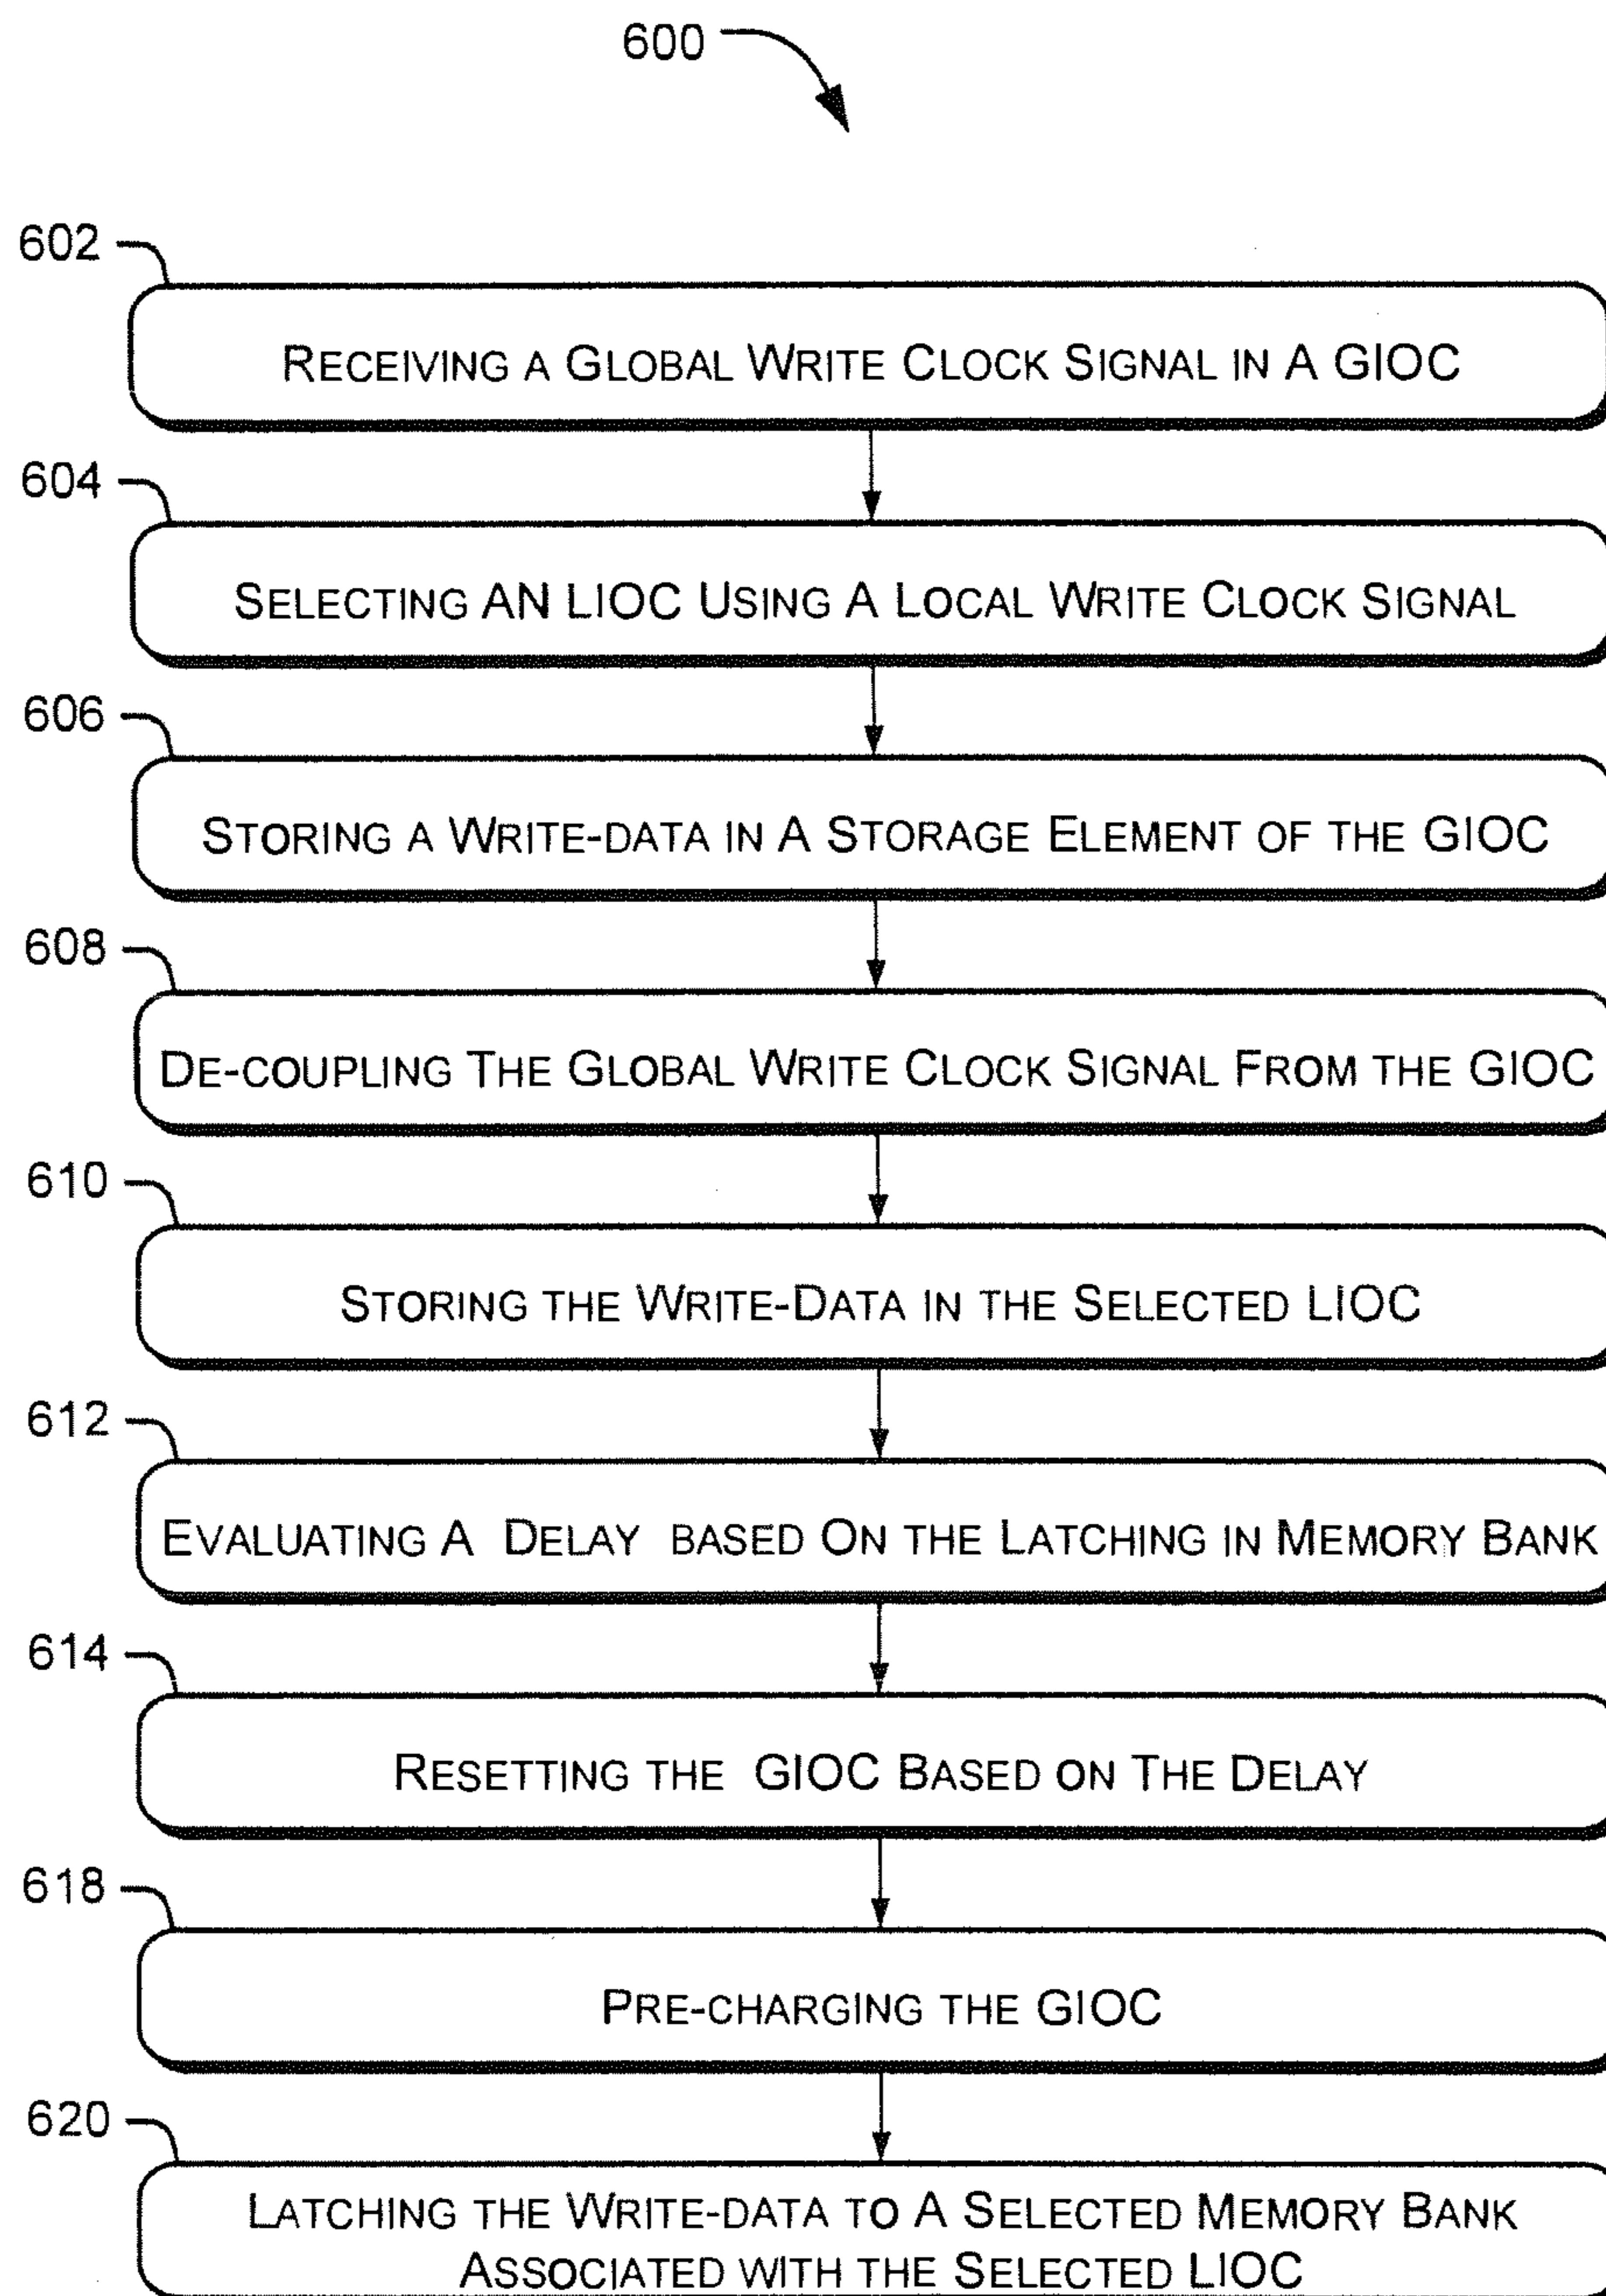 600
602
RECEIVING A GLOBAL WRITE CLOCK SIGNAL IN A GIOC
604
SELECTING AN LIOC USING A LOCAL WRITE CLOCK SIGNAL
606
STORING A WRITE-DATA IN A STORAGE ELEMENT OF THE GIOC
608
DE-COUPLING THE GLOBAL WRITE CLOCK SIGNAL FROM THE GIOC
610
STORING THE WRITE-DATA IN THE SELECTED LIOC
612
EVALUATING A DELAY BASED ON THE LATCHING IN MEMORY BANK
614
RESETTING THE GIOC BASED ON THE DELAY
618
PRE-CHARGING THE GIOC
620
LATCHING THE WRITE-DATA TO A SELECTED MEMORY BANK
ASSOCIATED WITH THE SELECTED LIOC